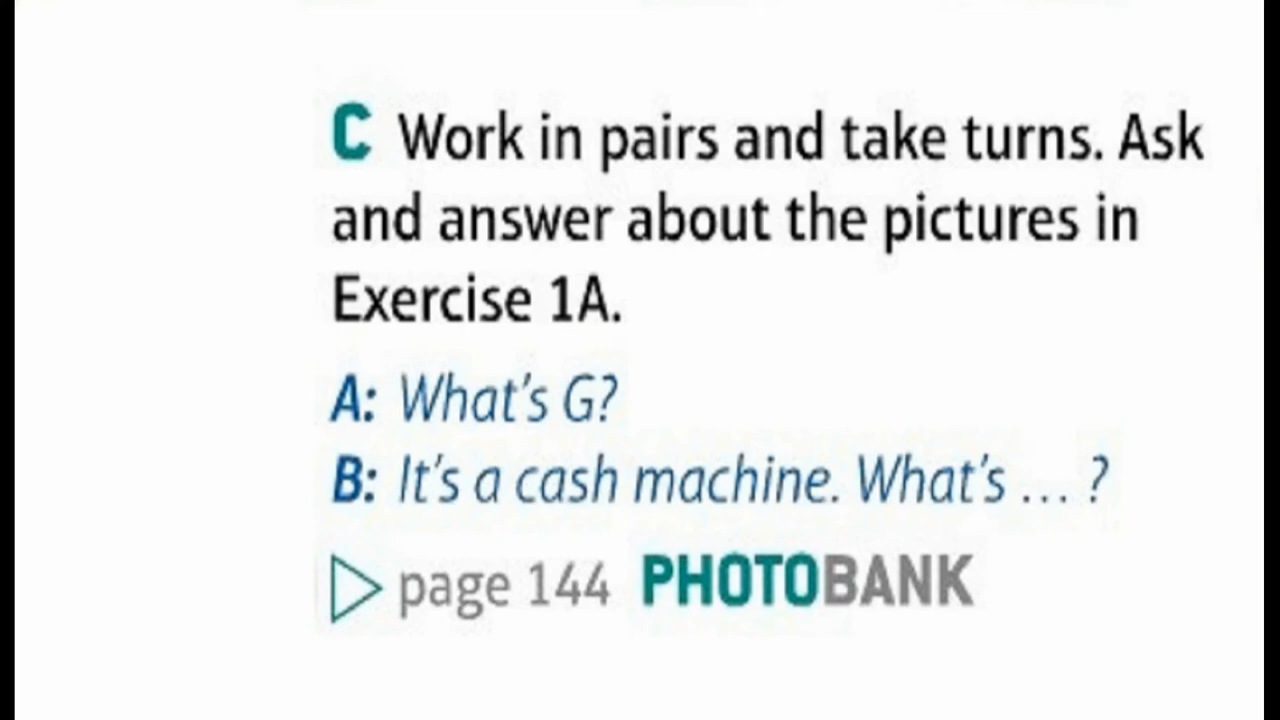 C Work in pairs and take turns. Ask
and answer about the pictures in
Exercise 1A.
A: What's G?
B: It's a cash machine. What's ... ?
page 144 PHOTOBANK